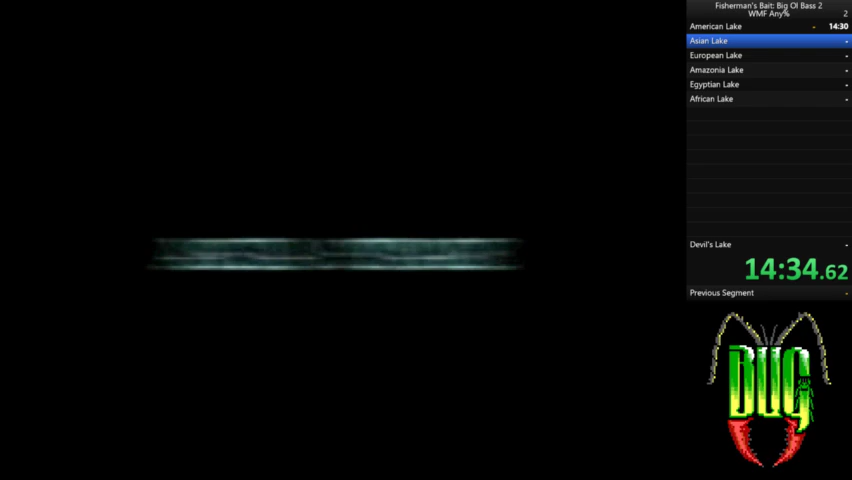 Fisherman's Bait: Big Ol Bass 2
WMF Any%
2
American Lake - 14:30
Asian Lake -
European Lake -
Amazonia Lake -
Egyptian Lake -
African Lake -
Devil's Lake -
14:34.62
Previous Segment -
BUG